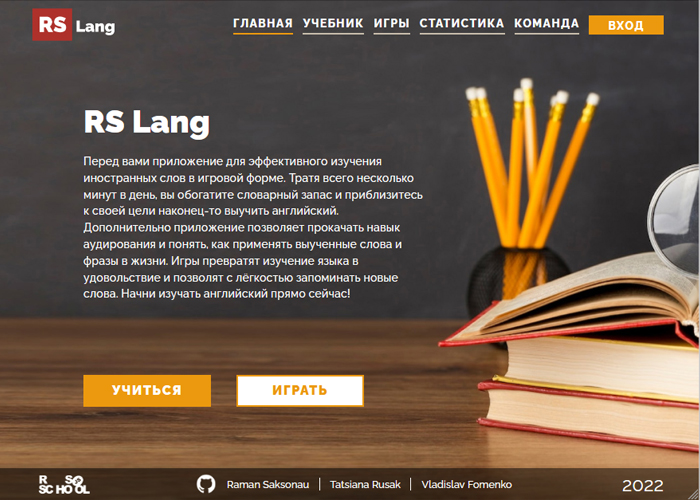 RS Lang
ГЛАВНАЯ УЧЕБНИК ИГРЫ СТАТИСТИКА КОМАНДА ВХОД
RS Lang
Перед вами приложение для эффективного изучения
иностранных слов в игровой форме. Тратя всего несколько
минут в день, вы обогатите словарный запас и приблизитесь
к своей цели наконец-то выучить английский.
Дополнительно приложение позволяет прокачать навык
аудирования и понять, как применять выученные слова и
фразы в жизни. Игры превратят изучение языка в
удовольствие и позволят с лёгкостью запоминать новые
слова. Начни изучать английский прямо сейчас!
УЧИТЬСЯ ИГРАТЬ
RS
SCHOOL
Raman Saksonau Tatsiana Rusak Vladislav Fomenko 2022